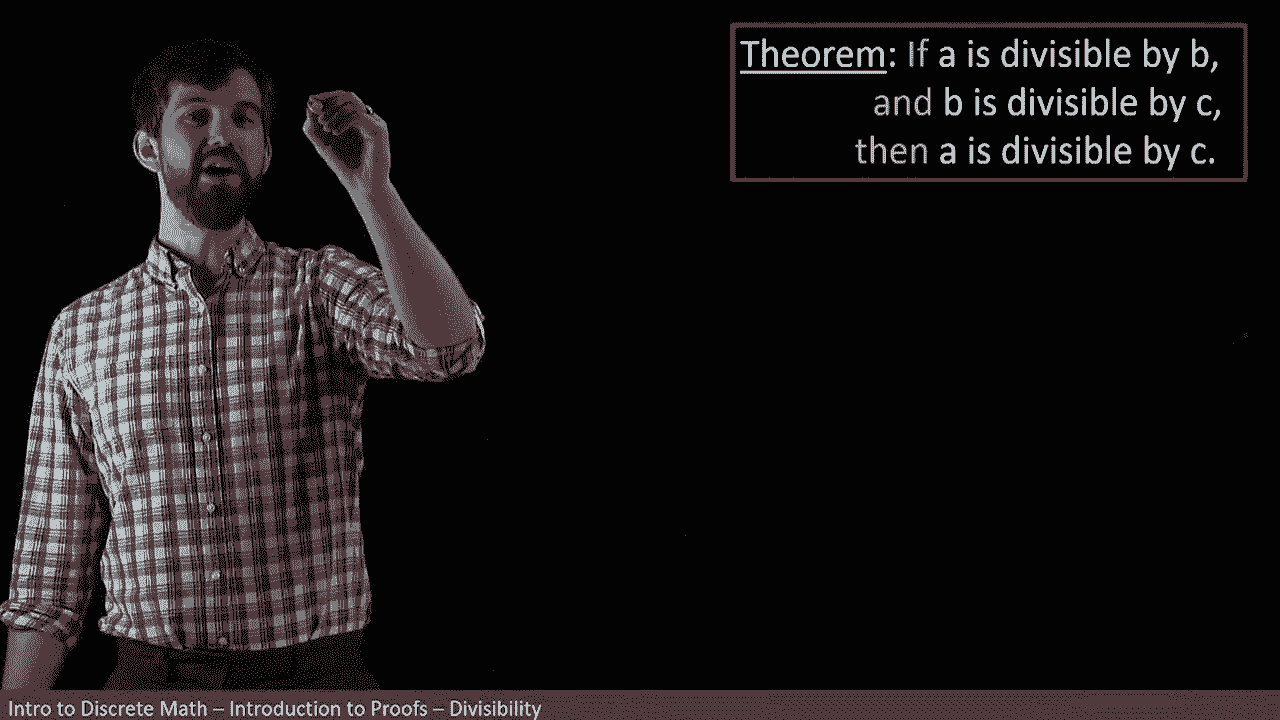 Theorem: If a is divisible by b,
and b is divisible by c,
then a is divisible by c.
Intro to Discrete Math – Introduction to Proofs – Divisibility